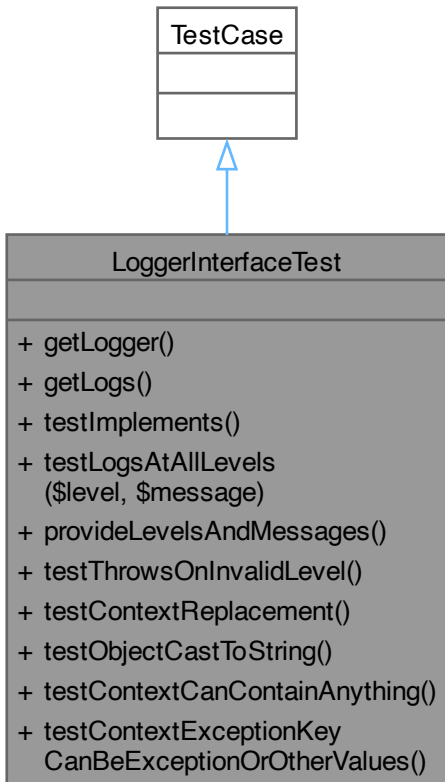 TestCase
LoggerInterfaceTest
+ getLogger()
+ getLogs()
+ testImplements()
+ testLogsAtAllLevels
($level, $message)
+ provideLevelsAndMessages()
+ testThrowsOnInvalidLevel()
+ testContextReplacement()
+ testObjectCastToString()
+ testContextCanContainAnything()
+ testContextExceptionKey
CanBeExceptionOrOtherValues()